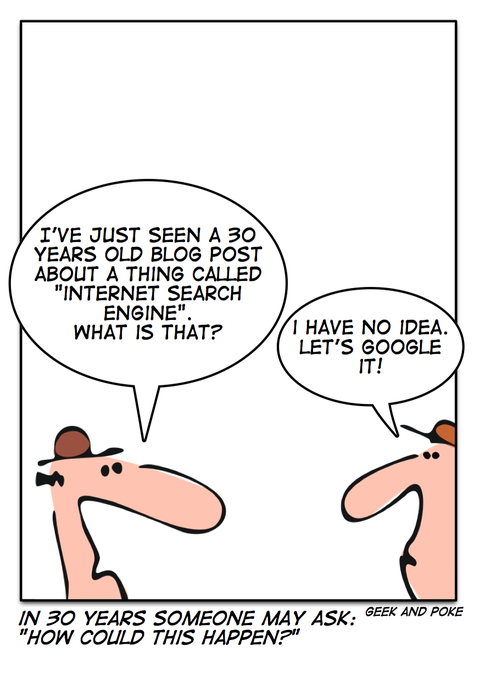 I'VE JUST SEEN A 30
YEARS OLD BLOG POST
ABOUT A THING CALLED
"INTERNET SEARCH
ENGINE".
WHAT IS THAT?
I HAVE NO IDEA.
LET'S GOOGLE
IT!
GEEK AND POKE
IN 30 YEARS SOMEONE MAY ASK:
"HOW COULD THIS HAPPEN?"